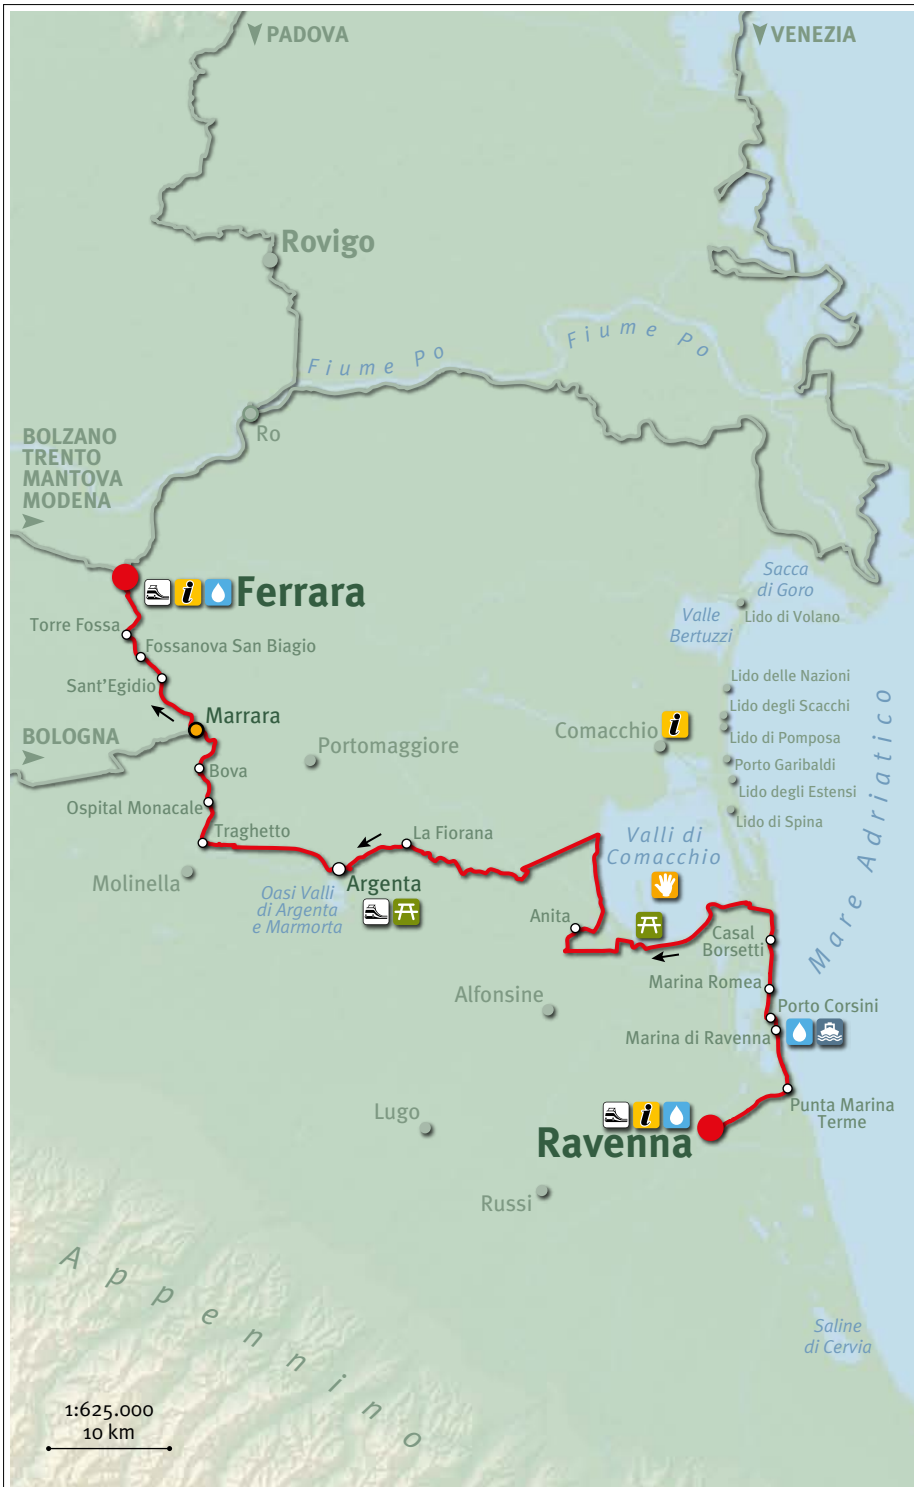 PADOVA
VENEZIA
Rovigo
Fiume Po
Fiume Po
Ro
BOLZANO
TRENTO
MANTOVA
MODENA
i
Ferrara
Sacca
di Goro
Lido di Volano
Valle
Bertuzzi
Torre Fossa
Fossanova San Biagio
Sant'Egidio
Lido delle Nazioni
Lido degli Scacchi
Marrara
BOLOGNA
Portomaggiore
Comacchio
i
Lido di Pomposa
Porto Garibaldi
Lido degli Estensi
Lido di Spina
Mare Adriatico
Bova
Ospital Monacale
Traghetto
La Fiorana
Valli di
Comacchio
Molinella
Argenta
Oasi Valli
di Argenta
e Marmorta
Anita
Casal
Borsetti
Marina Romea
Alfonsine
Porto Corsini
Marina di Ravenna
Punta Marina
Terme
Lugo
i
Ravenna
Russi
Appennino
Saline
di Cervia
1:625.000
10 km